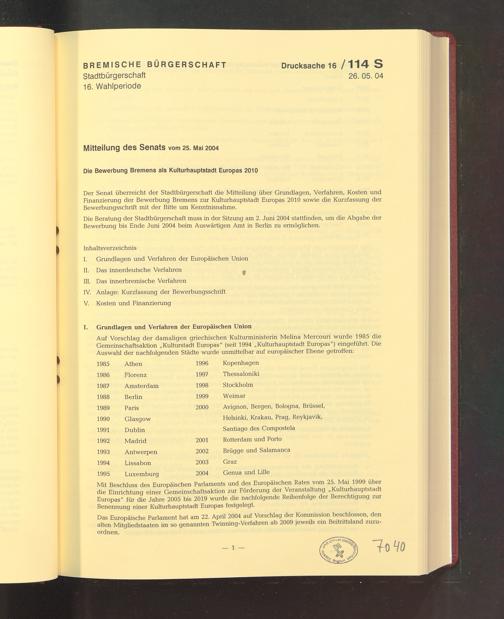 BREMISCHE BÜRGERSCHAFT
Stadtbürgerschaft
16. Wahlperiode
Drucksache 16 / 114 S
26. 05. 04
Mitteilung des Senats vom 25. Mai 2004
Die Bewerbung Bremens als Kulturhauptstadt Europas 2010
Der Senat überreicht der Stadtbürgerschaft die Mitteilung über Grundlagen, Verfahren, Kosten und
Finanzierung der Bewerbung Bremens zur Kulturhauptstadt Europas 2010 sowie die Kurzfassung der
Bewerbungsschrift mit der Bitte um Kenntnisnahme.
Die Beratung der Stadtbürgerschaft muss in der Sitzung am 2. Juni 2004 stattfinden, um die Abgabe der
Bewerbung bis Ende Juni 2004 beim Auswärtigen Amt in Berlin zu ermöglichen.
Inhaltsverzeichnis
I. Grundlagen und Verfahren der Europäischen Union
II. Das innerdeutsche Verfahren
III. Das innerbremische Verfahren
IV. Anlage: Kurzfassung der Bewerbungsschrift
V. Kosten und Finanzierung
I. Grundlagen und Verfahren der Europäischen Union
Auf Vorschlag der damaligen griechischen Kulturministerin Melina Mercouri wurde 1985 die
Gemeinschaftsaktion „Kulturstadt Europas" (seit 1994 „Kulturhauptstadt Europas") eingeführt. Die
Auswahl der nachfolgenden Städte wurde unmittelbar auf europäischer Ebene getroffen:
1985 Athen 1996 Kopenhagen
1986 Florenz 1997 Thessaloniki
1987 Amsterdam 1998 Stockholm
1988 Berlin 1999 Weimar
1989 Paris 2000 Avignon, Bergen, Bologna, Brüssel,
1990 Glasgow Helsinki, Krakau, Prag, Reykjavik,
1991 Dublin Santiago des Compostela
1992 Madrid 2001 Rotterdam und Porto
1993 Antwerpen 2002 Brügge und Salamanca
1994 Lissabon 2003 Graz
1995 Luxemburg 2004 Genua und Lille
Mit Beschluss des Europäischen Parlaments und des Europäischen Rates vom 25. Mai 1999 über
die Einrichtung einer Gemeinschaftsaktion zur Förderung der Veranstaltung „Kulturhauptstadt
Europas" für die Jahre 2005 bis 2019 wurde die nachfolgende Reihenfolge der Berechtigung zur
Benennung einer Kulturhauptstadt Europas festgelegt.
Das Europäische Parlament hat am 22. April 2004 auf Vorschlag der Kommission beschlossen, den
alten Mitgliedstaaten im so genannten Twinning-Verfahren ab 2009 jeweils ein Beitrittsland zuzu-
ordnen.
— 1 —
7040